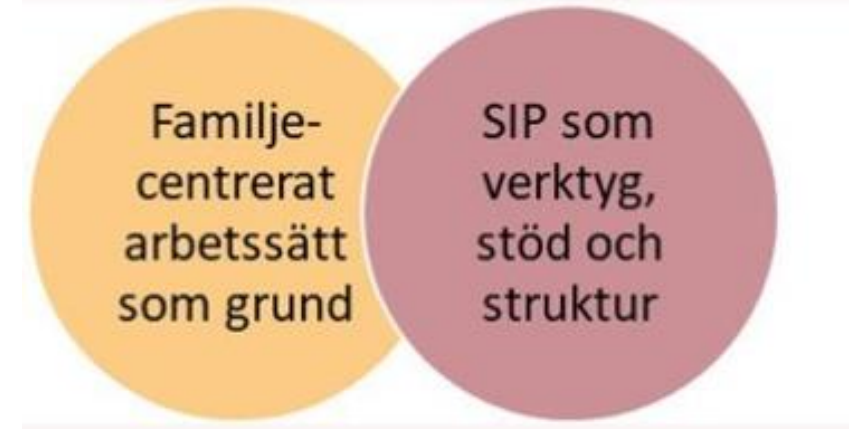 Familje-
centrerat
arbetssätt
som grund
SIP som
verktyg,
stöd och
struktur